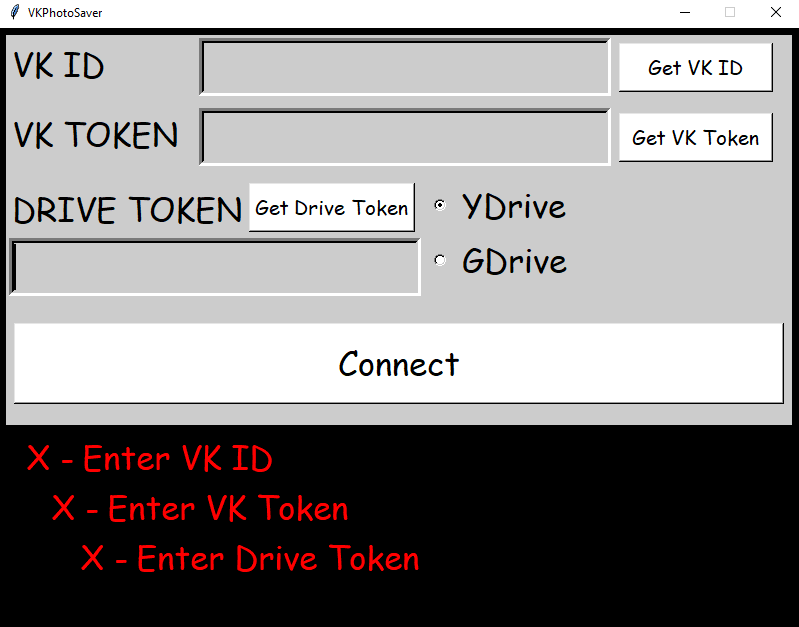 VKPhotoSaver
VK ID
Get VK ID
VK TOKEN
Get VK Token
DRIVE TOKEN
Get Drive Token
YDrive
GDrive
Connect
X - Enter VK ID
X - Enter VK Token
X - Enter Drive Token